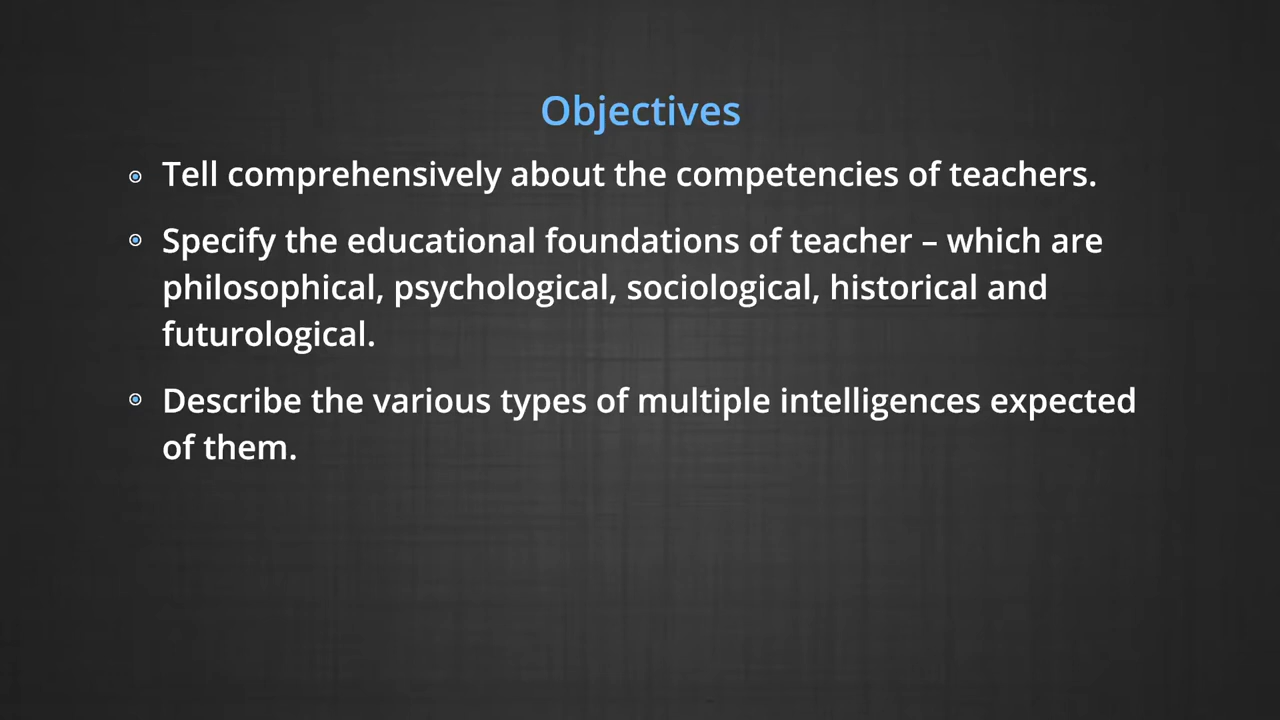 Objectives
Tell comprehensively about the competencies of teachers.
Specify the educational foundations of teacher – which are
philosophical, psychological, sociological, historical and
futurological.
Describe the various types of multiple intelligences expected
of them.